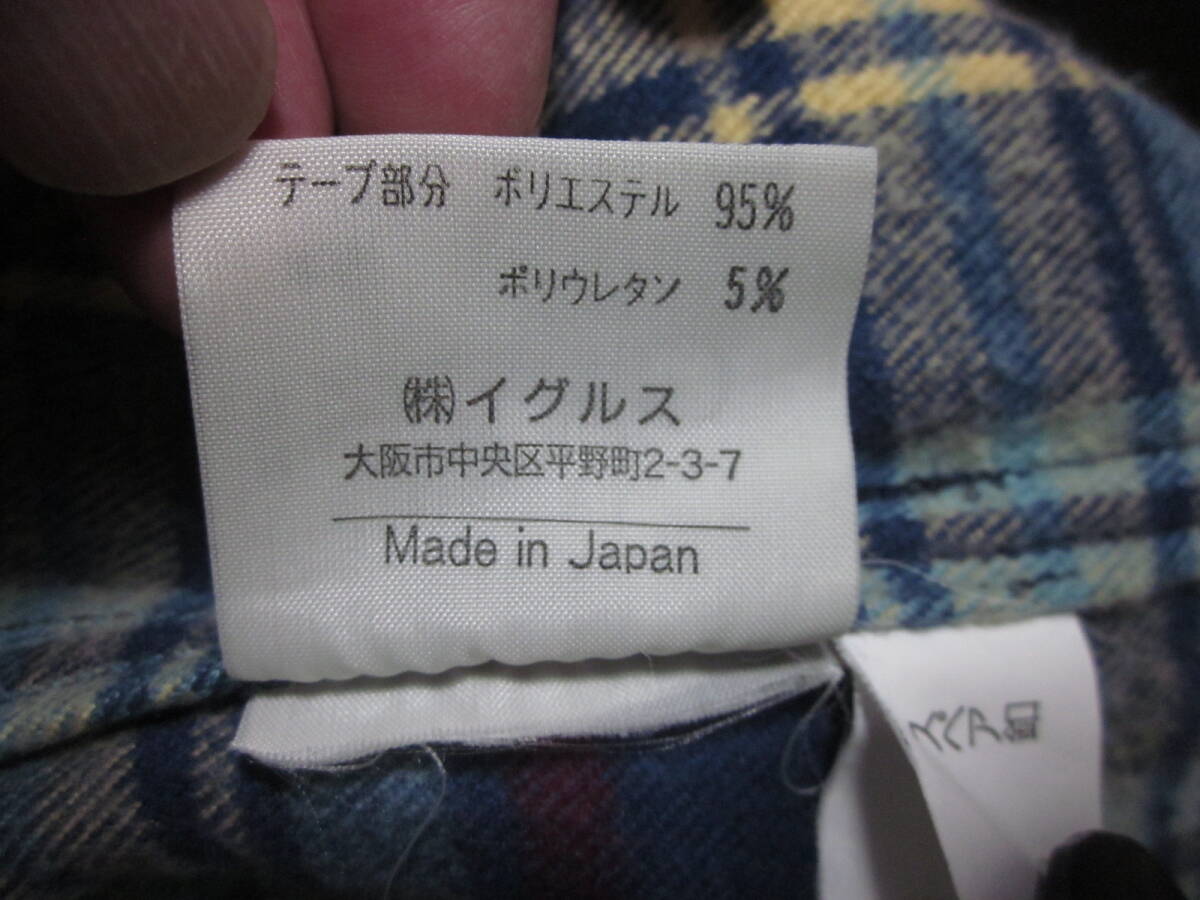 テープ部分 ポリエステル 95%
ポリウレタン 5%
㈱イグルス
大阪市中央区平野町2-3-7
Made in Japan